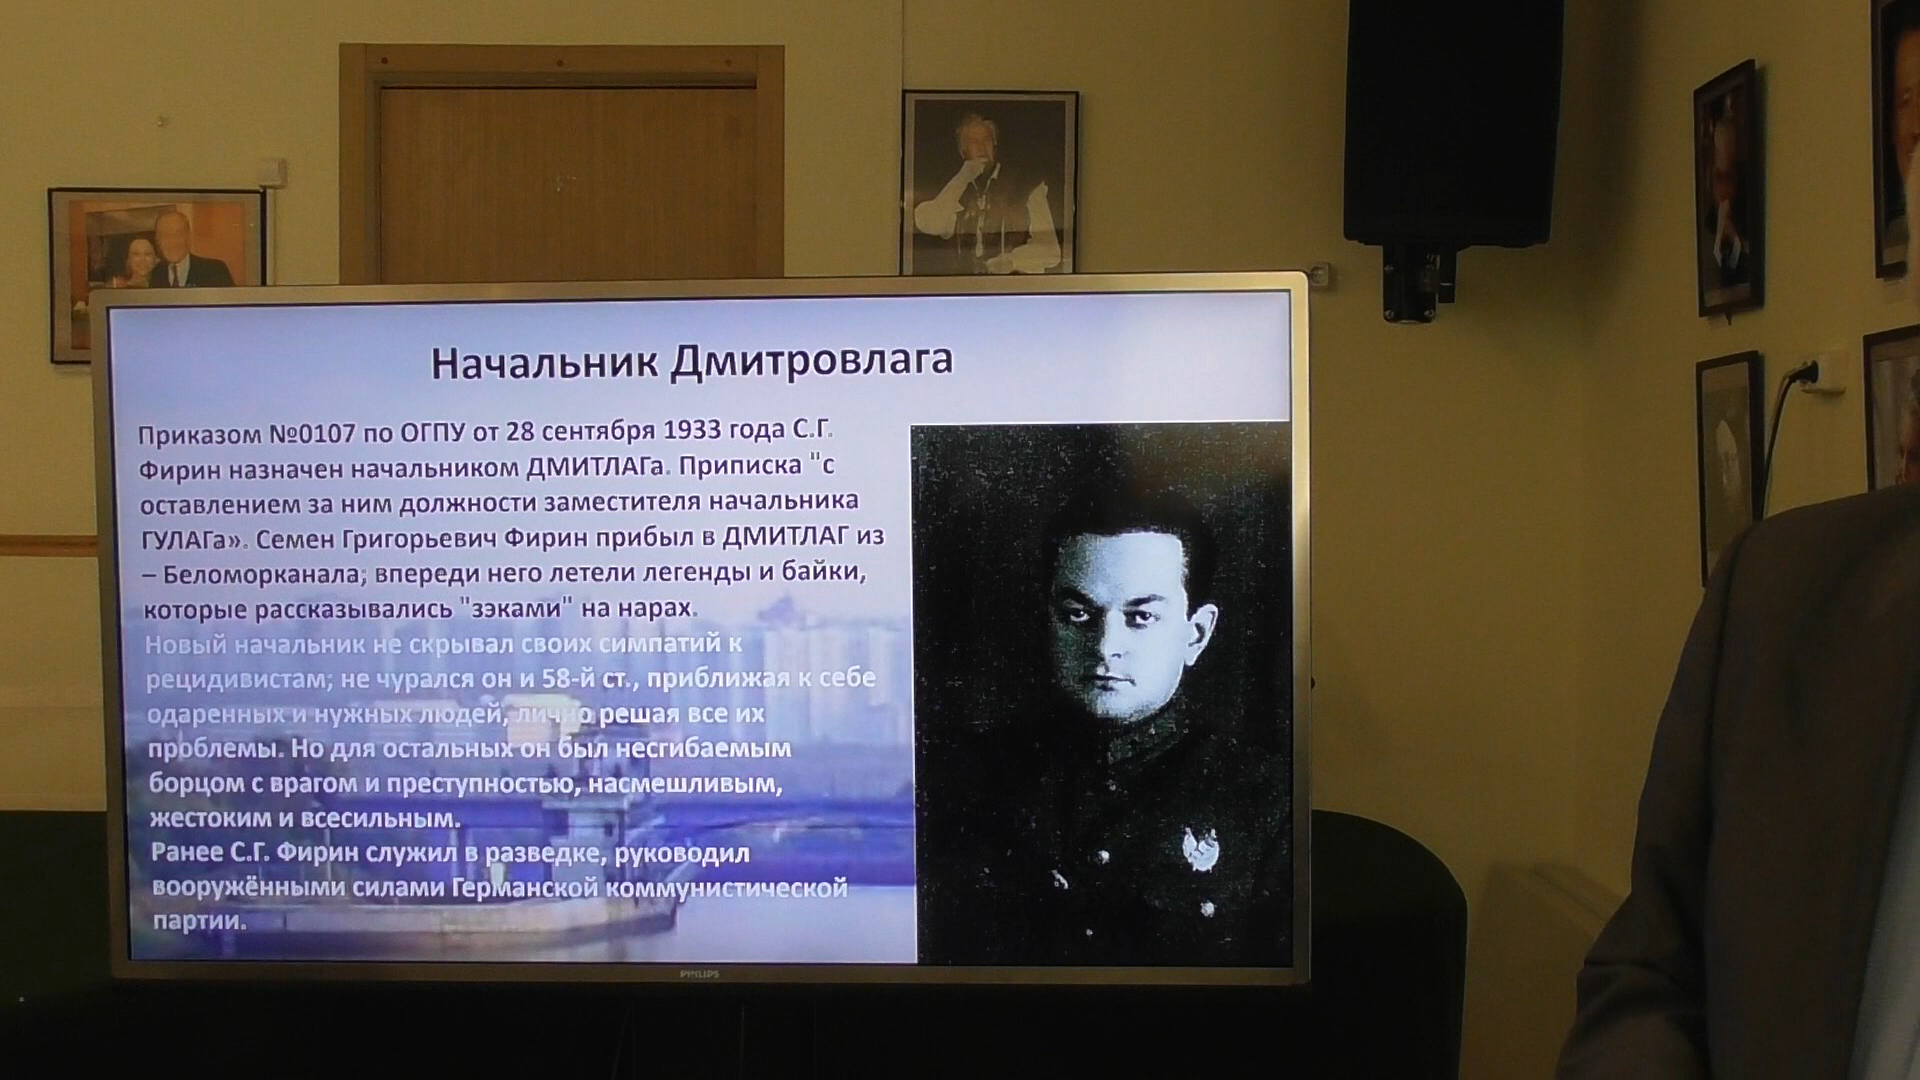 Начальник Дмитровлага
Приказом №0107 по ОГПУ от 28 сентября 1933 года С.Г.
Фирин назначен начальником ДМИТЛАГа. Приписка "с
оставлением за ним должности заместителя начальника
ГУЛАГа». Семен Григорьевич Фирин прибыл в ДМИТЛАГ из
– Беломорканала; впереди него летели легенды и байки,
которые рассказывались "зэками" на нарах.
Новый начальник не скрывал своих симпатий к
рецидивистам; не чурался он и 58-й ст., приближая к себе
одаренных и нужных людей, лично решая все их
проблемы. Но для остальных он был несгибаемым
борцом с врагом и преступностью, насмешливым,
жестоким и всесильным.
Ранее С.Г. Фирин служил в разведке, руководил
вооружёнными силами Германской коммунистической
партии.
PHILIPS